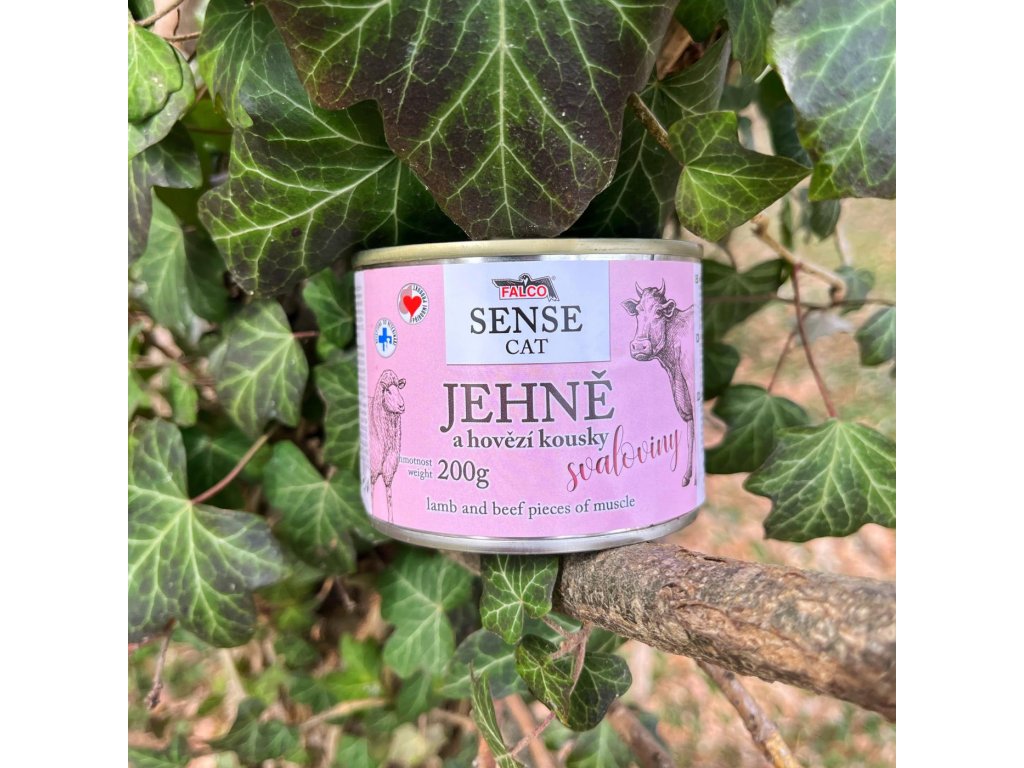 FALCO
SENSE
CAT
JEHNĚ
a hovězí kousky
svaloviny
hmotnost
weight 200g
lamb and beef pieces of muscle